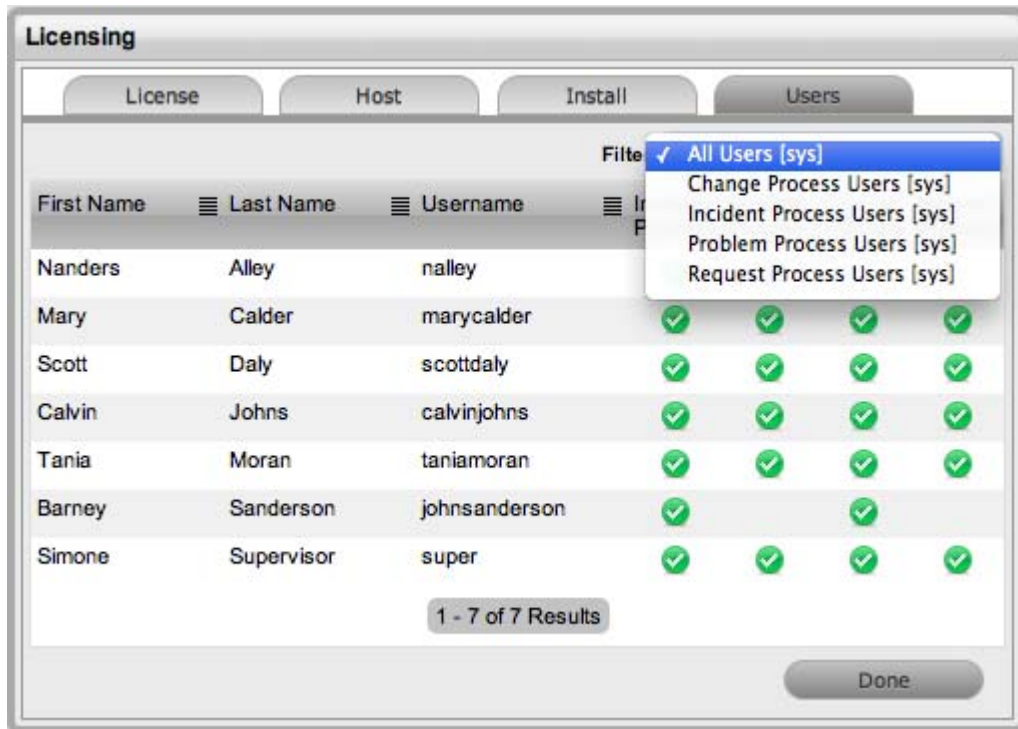 Licensing
License Host Install Users
Filte ✓ All Users [sys]
Change Process Users [sys]
Incident Process Users [sys]
Problem Process Users [sys]
Request Process Users [sys]
First Name Last Name Username
Nanders Alley nalley
Mary Calder marycalder
Scott Daly scottdaly
Calvin Johns calvinjohns
Tania Moran taniamoran
Barney Sanderson johnsanderson
Simone Supervisor super
1 - 7 of 7 Results
Done